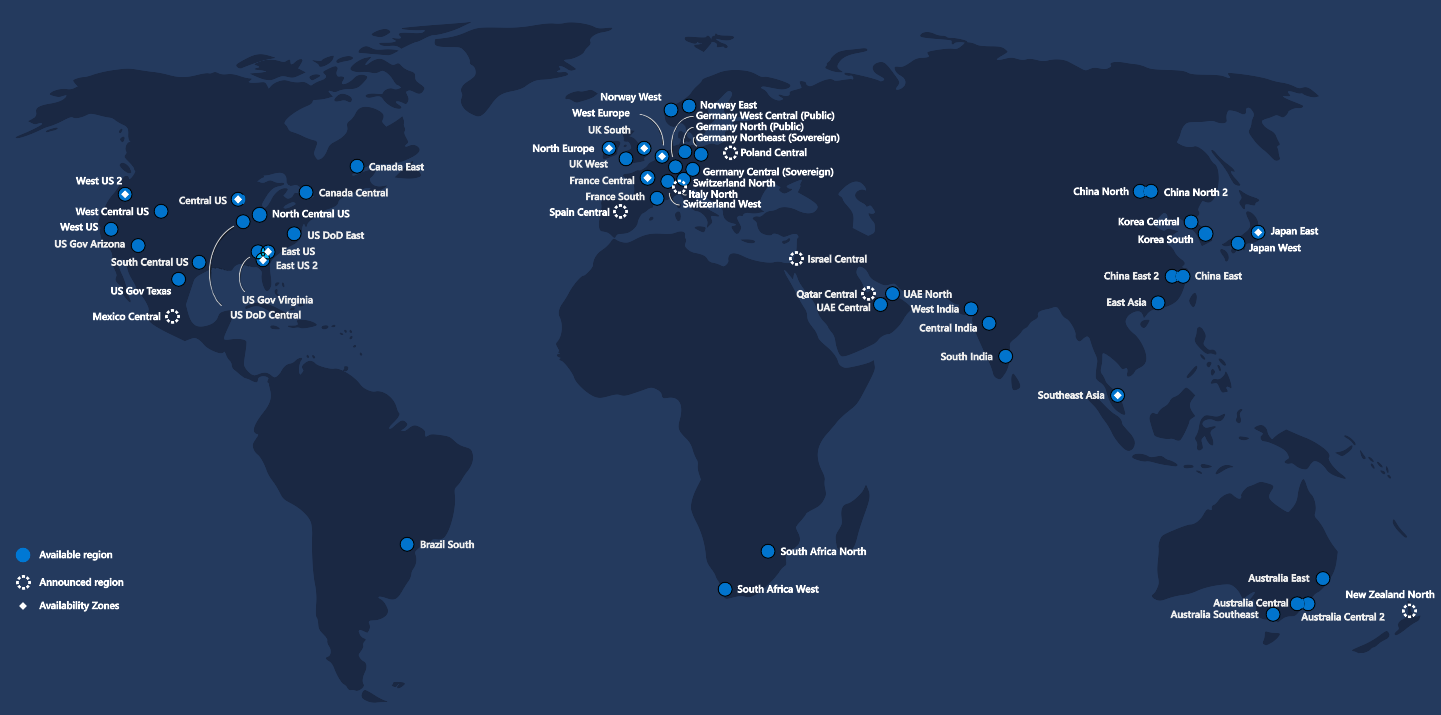 Norway West
Norway East
West Europe
Germany West Central (Public)
Germany North (Public)
UK South
Germany Northeast (Sovereign)
North Europe
Poland Central
UK West
Canada East
Germany Central (Sovereign)
West US 2
France Central
Switzerland North
Canada Central
Italy North
Central US
France South
Switzerland West
China North
China North 2
West Central US
North Central US
Spain Central
West US
Korea Central
US DoD East
Korea South
Japan East
US Gov Arizona
Japan West
East US
South Central US
East US 2
Israel Central
China East 2
China East
US Gov Texas
Qatar Central
UAE North
US Gov Virginia
UAE Central
West India
East Asia
Mexico Central
US DoD Central
Central India
South India
Southeast Asia
Brazil South
South Africa North
Available region
Announced region
Australia East
South Africa West
New Zealand North
Availability Zones
Australia Central
Australia Southeast
Australia Central 2